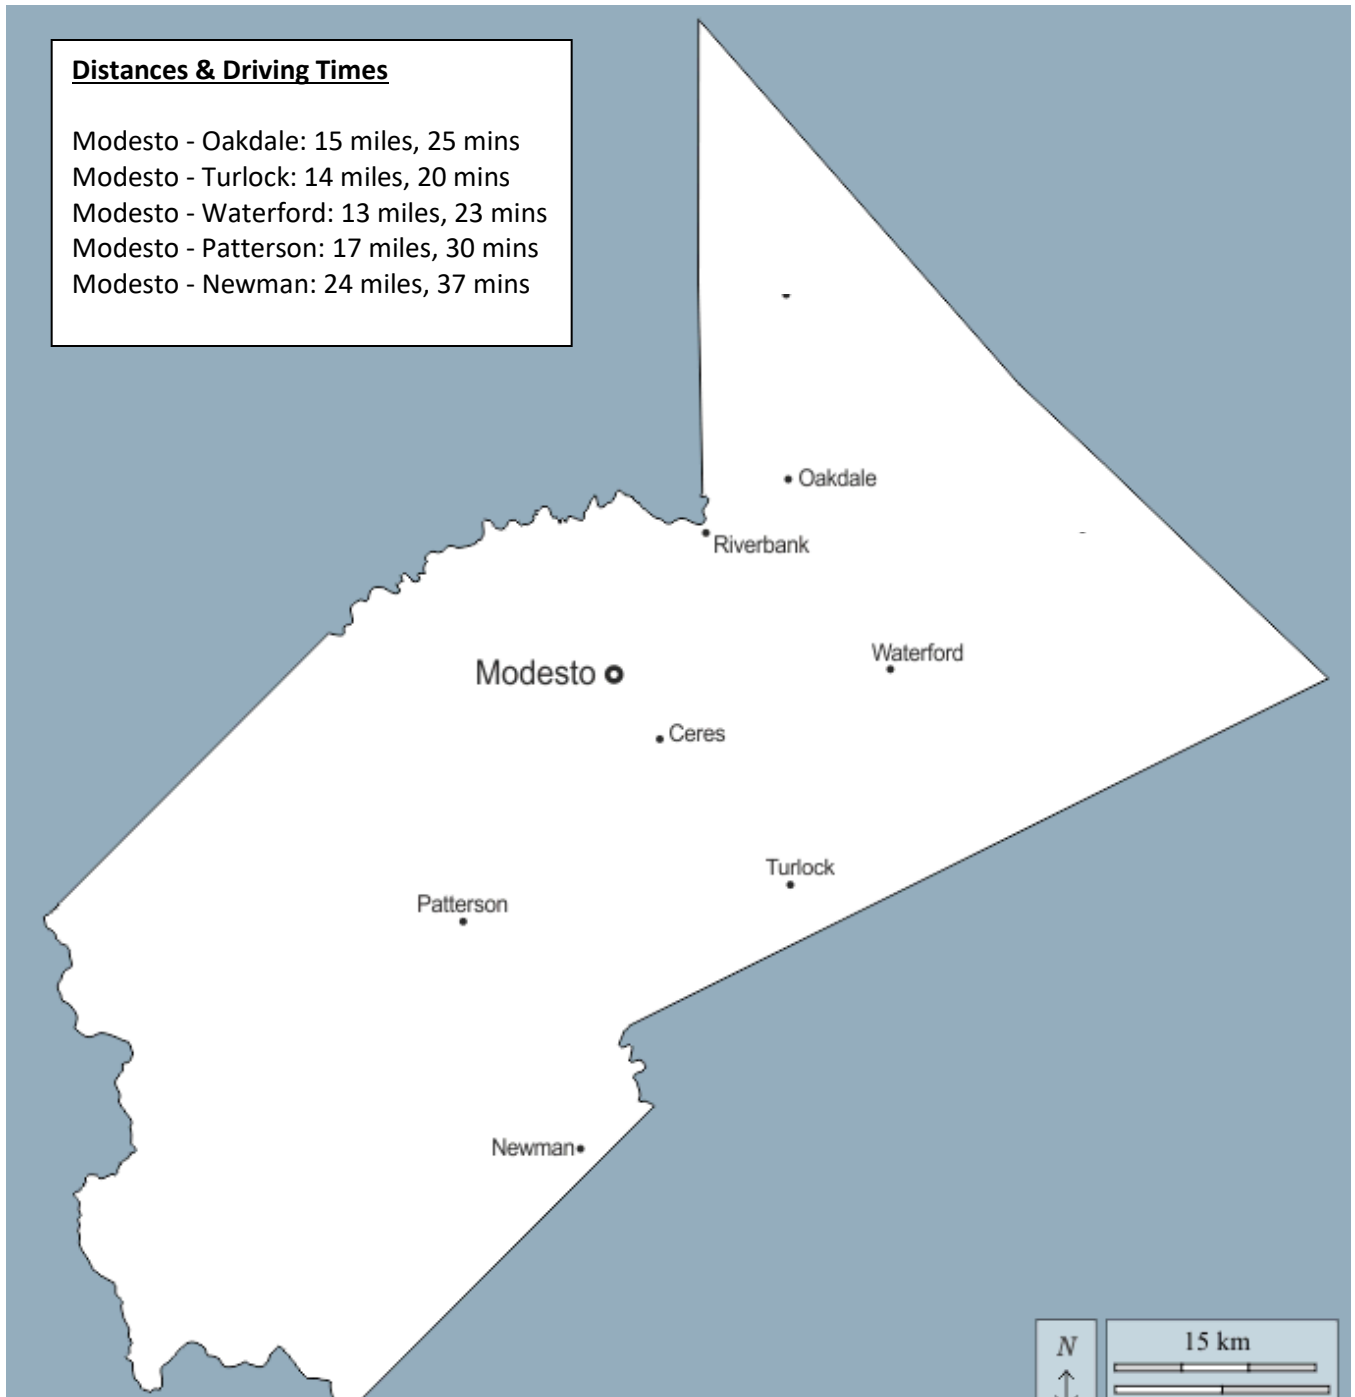 Distances & Driving Times
Modesto - Oakdale: 15 miles, 25 mins
Modesto - Turlock: 14 miles, 20 mins
Modesto - Waterford: 13 miles, 23 mins
Modesto - Patterson: 17 miles, 30 mins
Modesto - Newman: 24 miles, 37 mins
Oakdale
Riverbank
Waterford
Modesto
Ceres
Turlock
Patterson
Newman
N
15 km